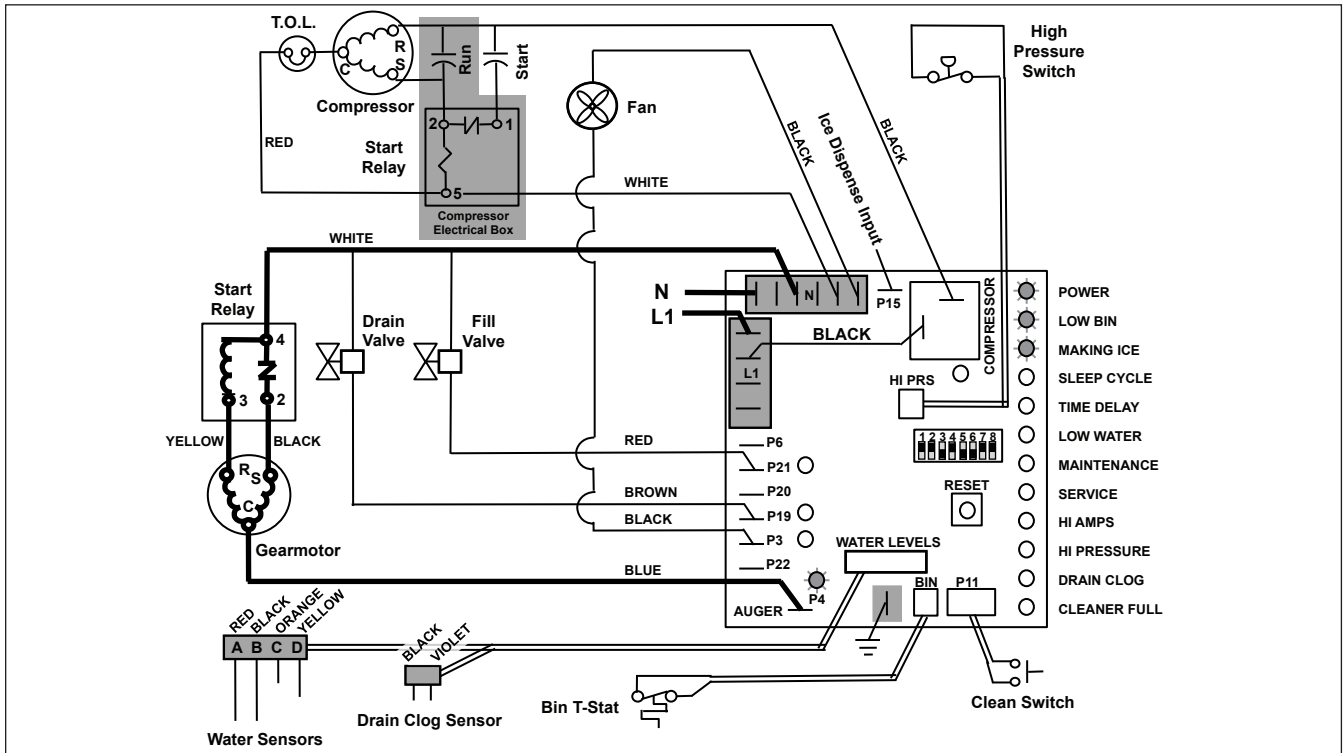 T.O.L.
R
S
C
Compressor
Run
Start
2
1
5
Start
Relay
Compressor
Electrical Box
RED
WHITE
Fan
BLACK
Ice Dispense Input
BLACK
High
Pressure
Switch
WHITE
Start
Relay
4
3
2
YELLOW
BLACK
R
S
C
Gearmotor
Drain
Valve
Fill
Valve
N
L1
N
P15
BLACK
L1
COMPRESSOR
HI PRS
1 2 3 4 5 6 7 8
RESET
RED
BROWN
BLACK
BLUE
P6
P21
P20
P19
P3
P22
P4
AUGER
WATER LEVELS
BIN
P11
POWER
LOW BIN
MAKING ICE
SLEEP CYCLE
TIME DELAY
LOW WATER
MAINTENANCE
SERVICE
HI AMPS
HI PRESSURE
DRAIN CLOG
CLEANER FULL
RED
BLACK
ORANGE
YELLOW
A B C D
Water Sensors
BLACK
VIOLET
Drain Clog Sensor
Bin T-Stat
Clean Switch